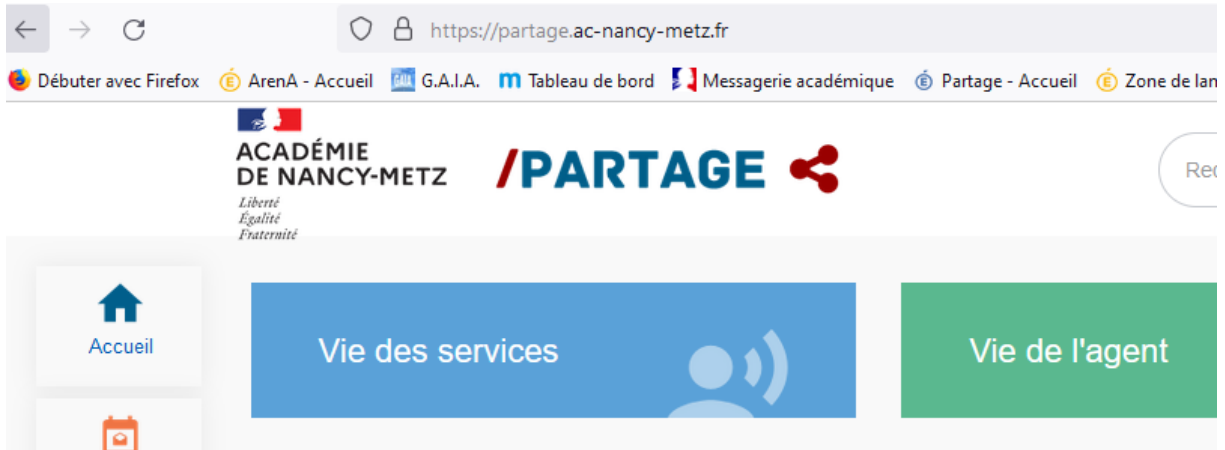 https://partage.ac-nancy-metz.fr
Débuter avec Firefox ArenA - Accueil G.A.I.A. Tableau de bord Messagerie académique Partage - Accueil Zone de lan
ACADÉMIE
DE NANCY-METZ
Liberté
Égalité
Fraternité
/PARTAGE
Rec
Accueil
Vie des services
Vie de l'agent